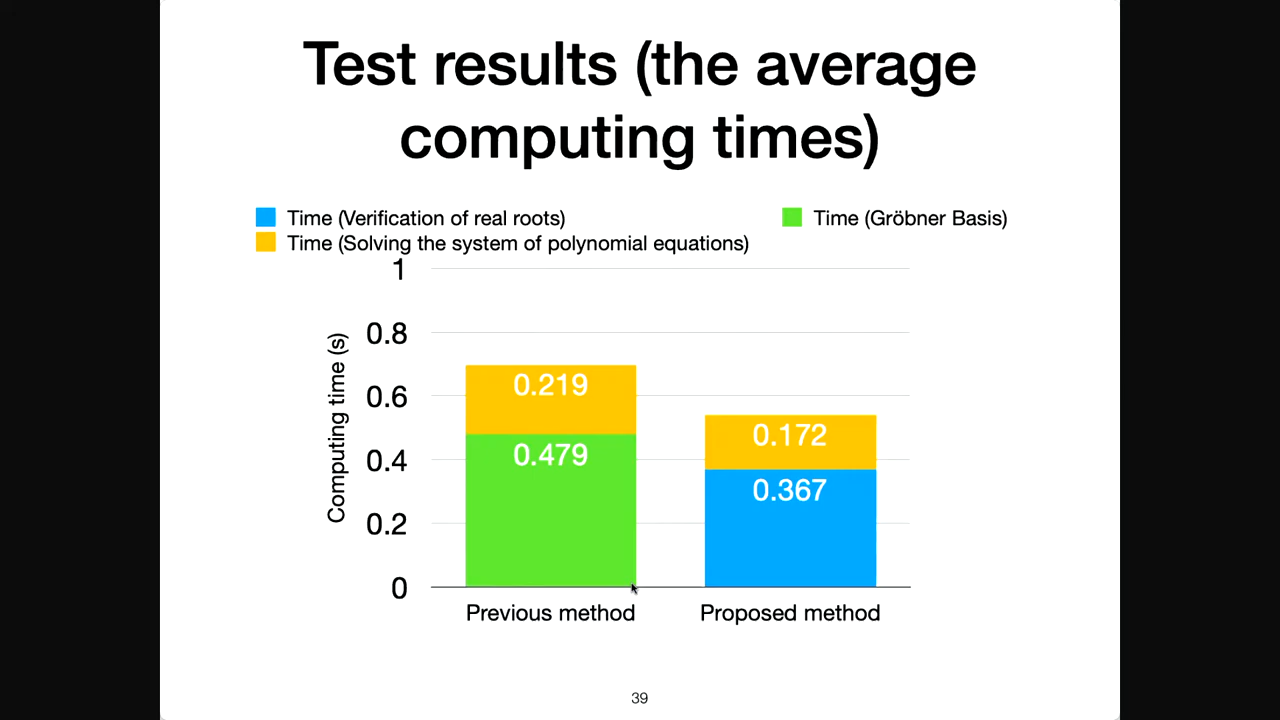 Test results (the average
computing times)
Time (Verification of real roots)
Time (Gröbner Basis)
Time (Solving the system of polynomial equations)
1
0.8
0.6
0.4
0.2
0
Computing time (s)
0.219
0.479
0.172
0.367
Previous method
Proposed method
39